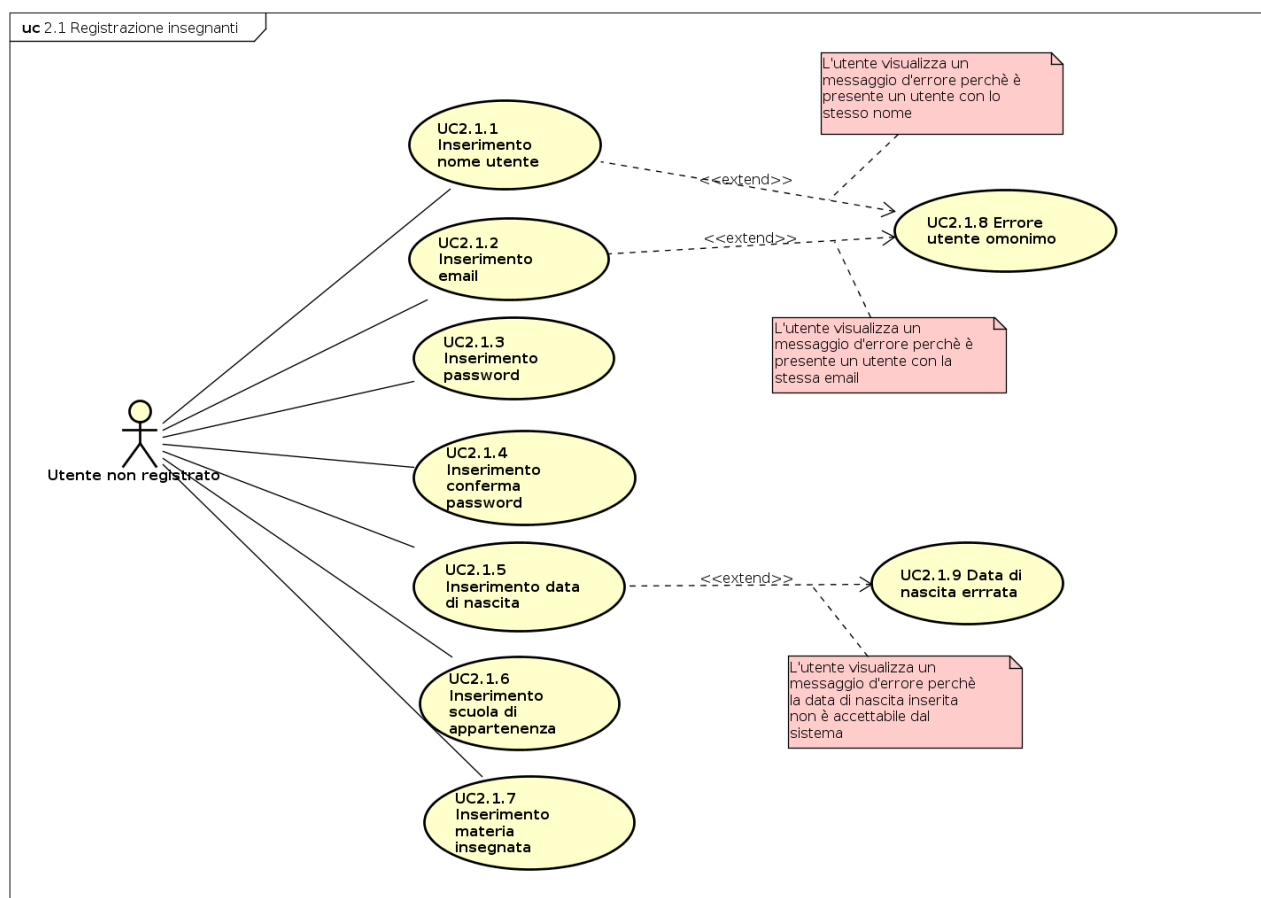 uc 2.1 Registrazione insegnanti
L'utente visualizza un
messaggio d'errore perchè è
presente un utente con lo
stesso nome
UC2.1.1
Inserimento
nome utente
<<extend>>
UC2.1.8 Errore
utente omonimo
UC2.1.2
Inserimento
email
<<extend>>
L'utente visualizza un
messaggio d'errore perchè è
presente un utente con la
stessa email
UC2.1.3
Inserimento
password
Utente non registrato
UC2.1.4
Inserimento
conferma
password
UC2.1.5
Inserimento data
di nascita
<<extend>>
UC2.1.9 Data di
nascita errrata
L'utente visualizza un
messaggio d'errore perchè
la data di nascita inserita
non è accettabile dal
sistema
UC2.1.6
Inserimento
scuola di
appartenenza
UC2.1.7
Inserimento
materia
insegnata